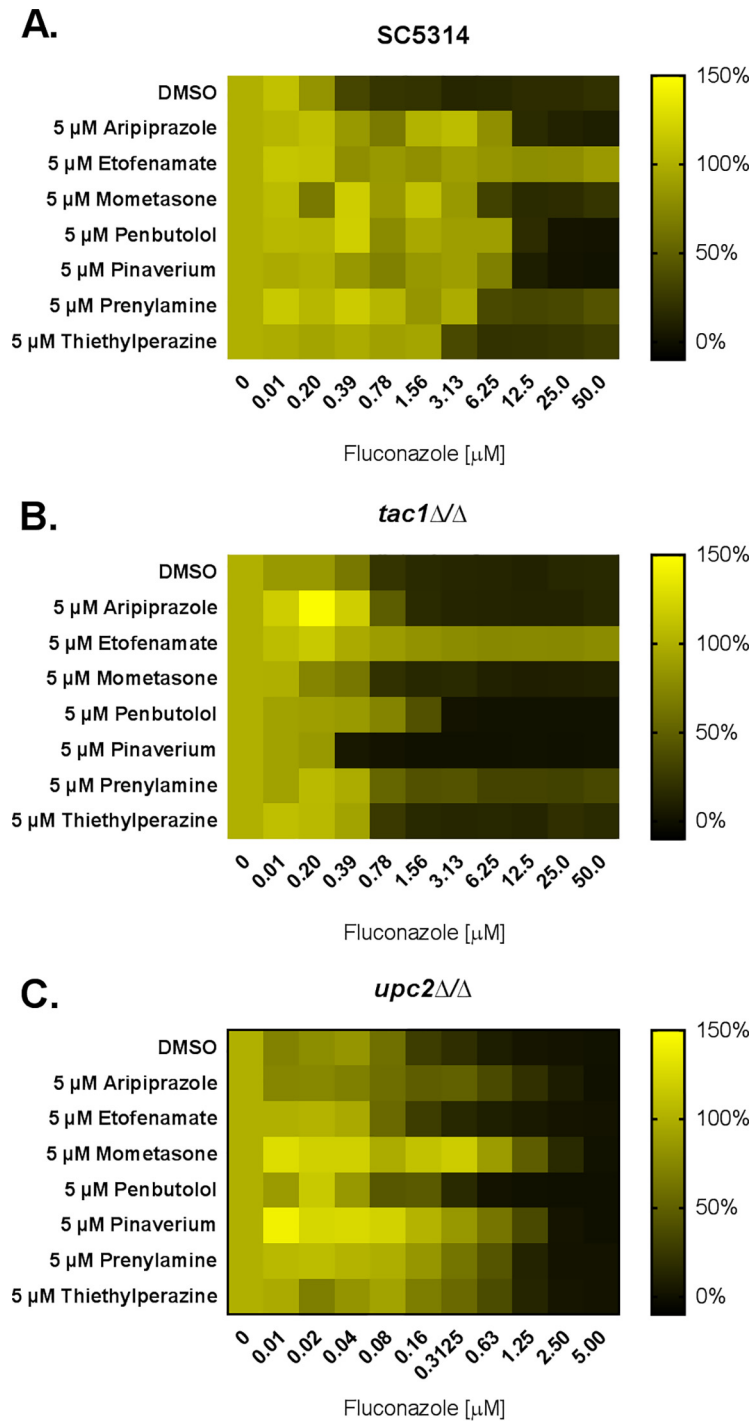 A.
SC5314
DMSO
5 µM Aripiprazole
5 µM Etofenamate
5 µM Mometasone
5 µM Penbutolol
5 µM Pinaverium
5 µM Prenylamine
5 µM Thiethylperazine
150%
100%
50%
0%
0 0.01 0.20 0.39 0.78 1.56 3.13 6.25 12.5 25.0 50.0
Fluconazole [µM]
B.
tac1Δ/Δ
DMSO
5 µM Aripiprazole
5 µM Etofenamate
5 µM Mometasone
5 µM Penbutolol
5 µM Pinaverium
5 µM Prenylamine
5 µM Thiethylperazine
150%
100%
50%
0%
0 0.01 0.20 0.39 0.78 1.56 3.13 6.25 12.5 25.0 50.0
Fluconazole [µM]
C.
upc2Δ/Δ
DMSO
5 µM Aripiprazole
5 µM Etofenamate
5 µM Mometasone
5 µM Penbutolol
5 µM Pinaverium
5 µM Prenylamine
5 µM Thiethylperazine
150%
100%
50%
0%
0 0.01 0.02 0.04 0.08 0.16 0.3125 0.63 1.25 2.50 5.00
Fluconazole [µM]